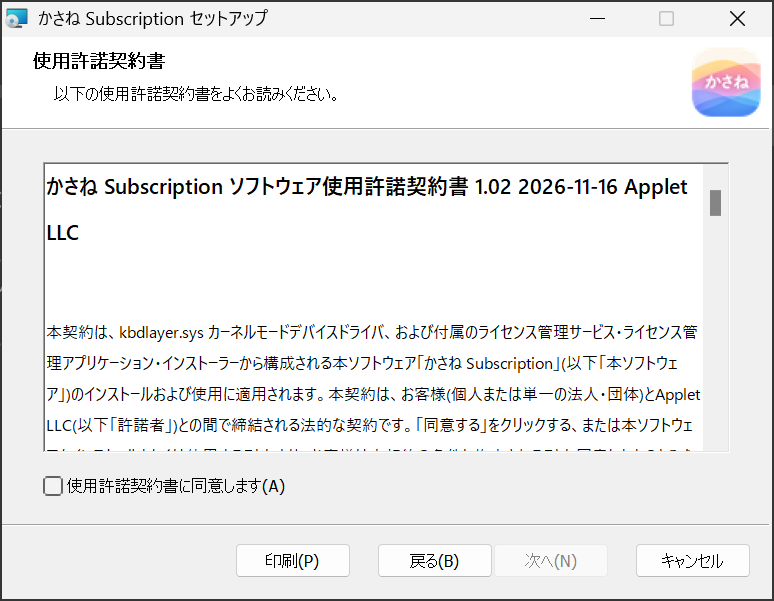 かさね Subscription セットアップ
使用許諾契約書
以下の使用許諾契約書をよくお読みください。
かさね
かさね Subscription ソフトウェア使用許諾契約書 1.02 2026-11-16 Applet
LLC
本契約は、kbdlayer.sys カーネルモードデバイスドライバ、および付属のライセンス管理サービス・ライセンス管
理アプリケーション・インストーラーから構成される本ソフトウェア「かさね Subscription」(以下「本ソフトウェ
ア」)のインストールおよび使用に適用されます。本契約は、お客様(個人または単一の法人・団体)とApplet
LLC(以下「許諾者」)との間で締結される法的な契約です。「同意する」をクリックする、または本ソフトウェ
使用許諾契約書に同意します(A)
印刷(P)
戻る(B)
次へ(N)
キャンセル